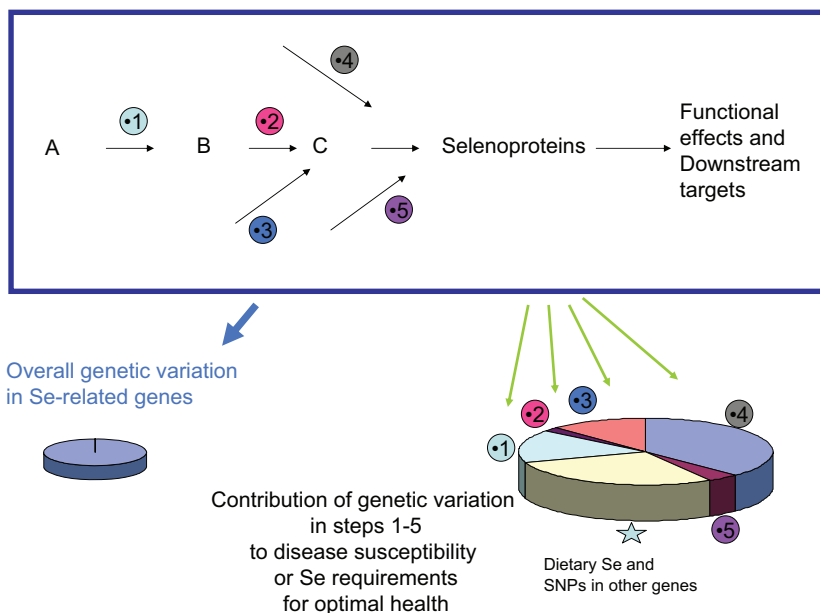 •4
•1
•2
A
B
C
Selenoproteins
Functional
effects and
Downstream
targets
•3
•5
Overall genetic variation
in Se-related genes
•2
•3
•4
•1
•5
Contribution of genetic variation
in steps 1-5
to disease susceptibility
or Se requirements
for optimal health
Dietary Se and
SNPs in other genes